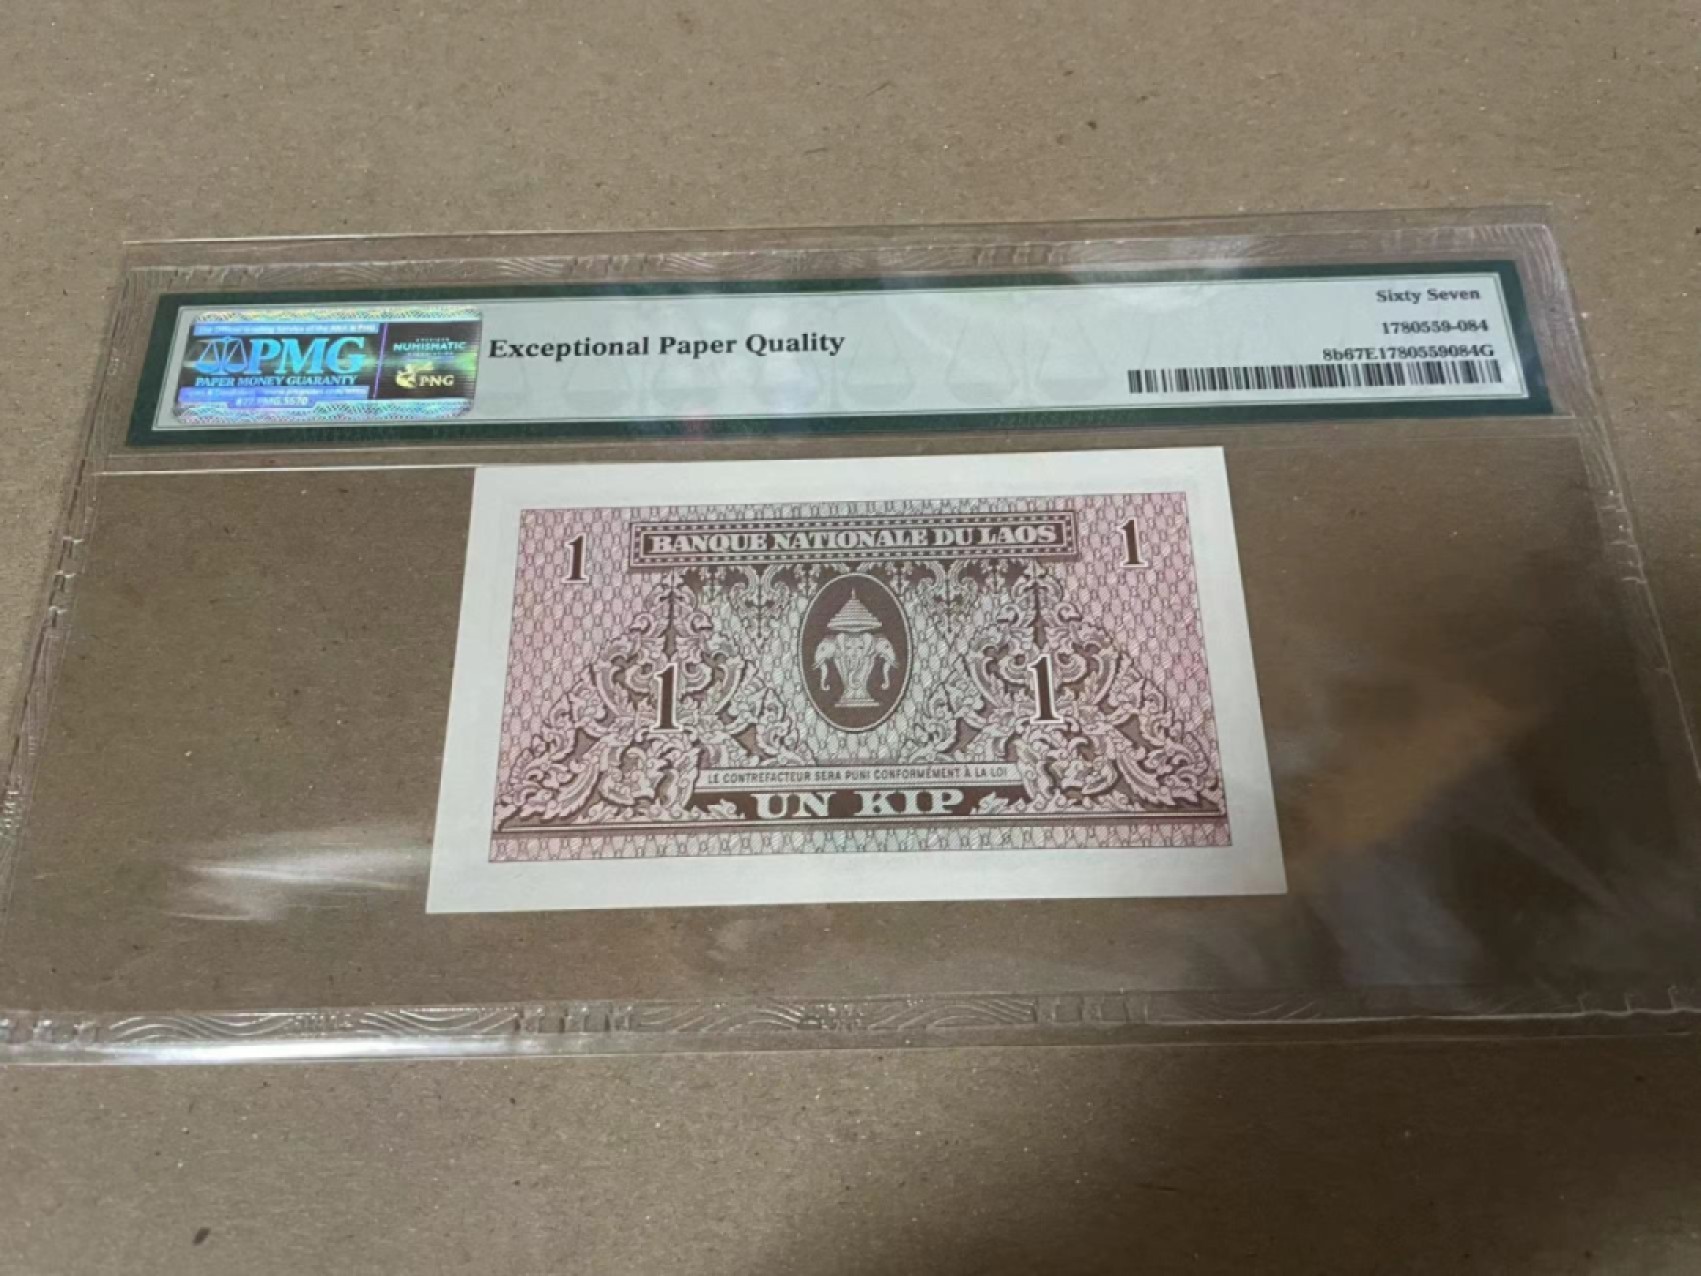 PMG
PAPER MONEY GUARANTY
NUMISMATIC
PNG
Exceptional Paper Quality
Sixty Seven
1780559-084
8b67E1780559084G
1
BANQUE NATIONALE DU LAOS
1
1
1
LE CONTREFACTEUR SERA PUNI CONFORMÉMENT À LA LOI
UN KIP